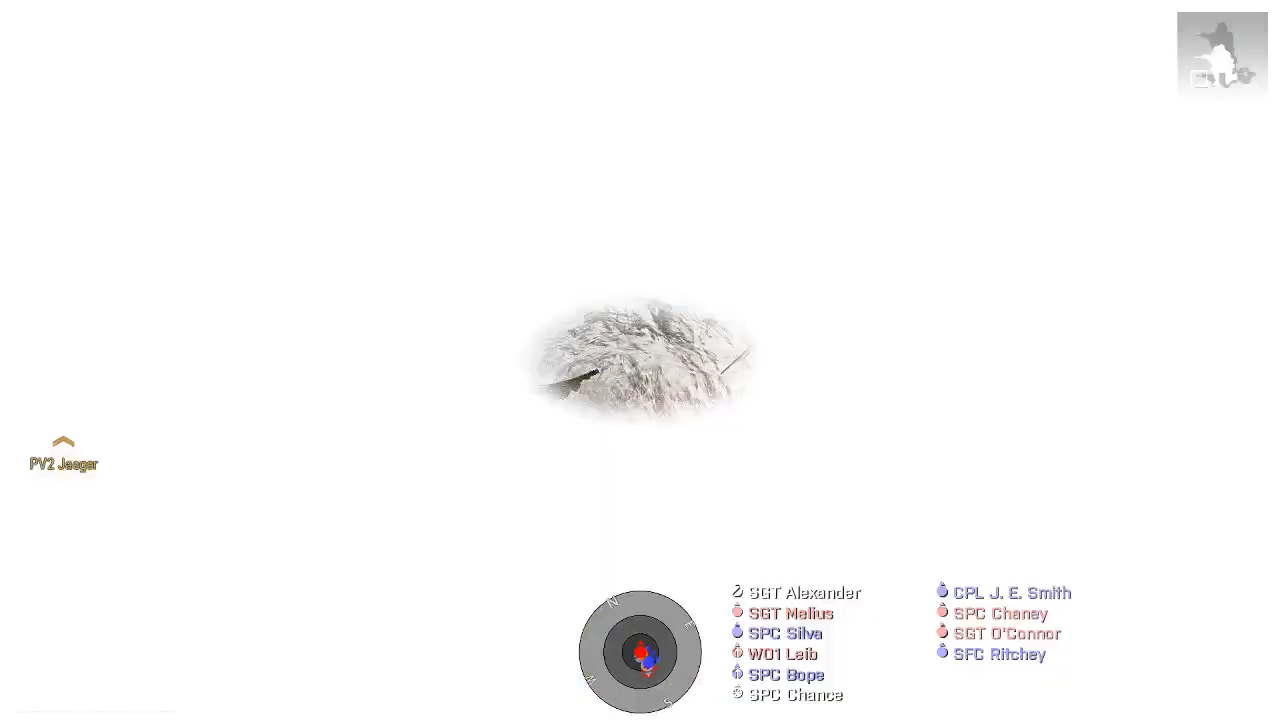 PV2 Jaeger
N
E
W
S
SGT Alexander
SGT Melius
SPC Silva
WO1 Leib
SPC Bope
SPC Chance
CPL J. E. Smith
SPC Chaney
SGT O'Connor
SFC Ritchey